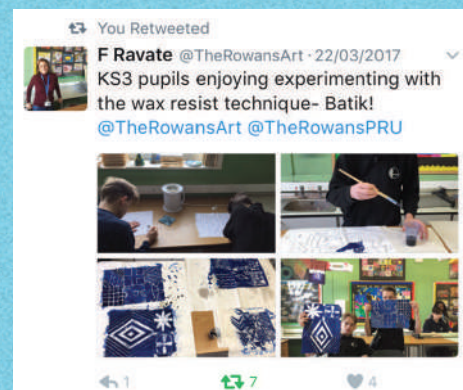 You Retweeted
F Ravate @TheRowansArt · 22/03/2017
KS3 pupils enjoying experimenting with
the wax resist technique- Batik!
@TheRowansArt @TheRowansPRU
1 7 4